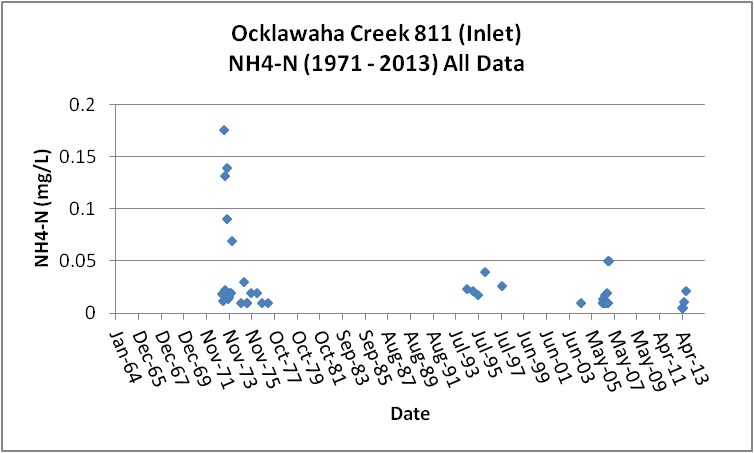 Ocklawaha Creek 811 (Inlet)
NH4-N (1971 - 2013) All Data
NH4-N (mg/L)
0.2
0.15
0.1
0.05
0
Jan-64
Dec-65
Dec-67
Dec-69
Nov-71
Nov-73
Nov-75
Oct-77
Oct-79
Oct-81
Sep-83
Sep-85
Aug-87
Aug-89
Aug-91
Jul-93
Jul-95
Jul-97
Jun-99
Jun-01
Jun-03
May-05
May-07
May-09
Apr-11
Apr-13
Date